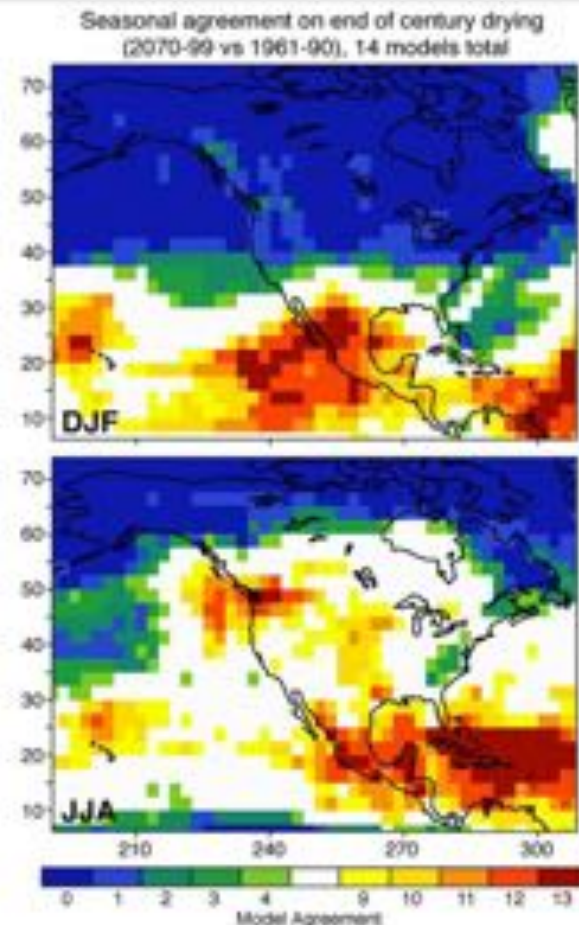 Seasonal agreement on end of century drying
(2070-99 vs 1961-90), 14 models total
70
60
50
40
30
20
10
DJF
70
60
50
40
30
20
10
JJA
210 240 270 300
0 1 2 3 4 9 10 11 12 13
Model Agreement